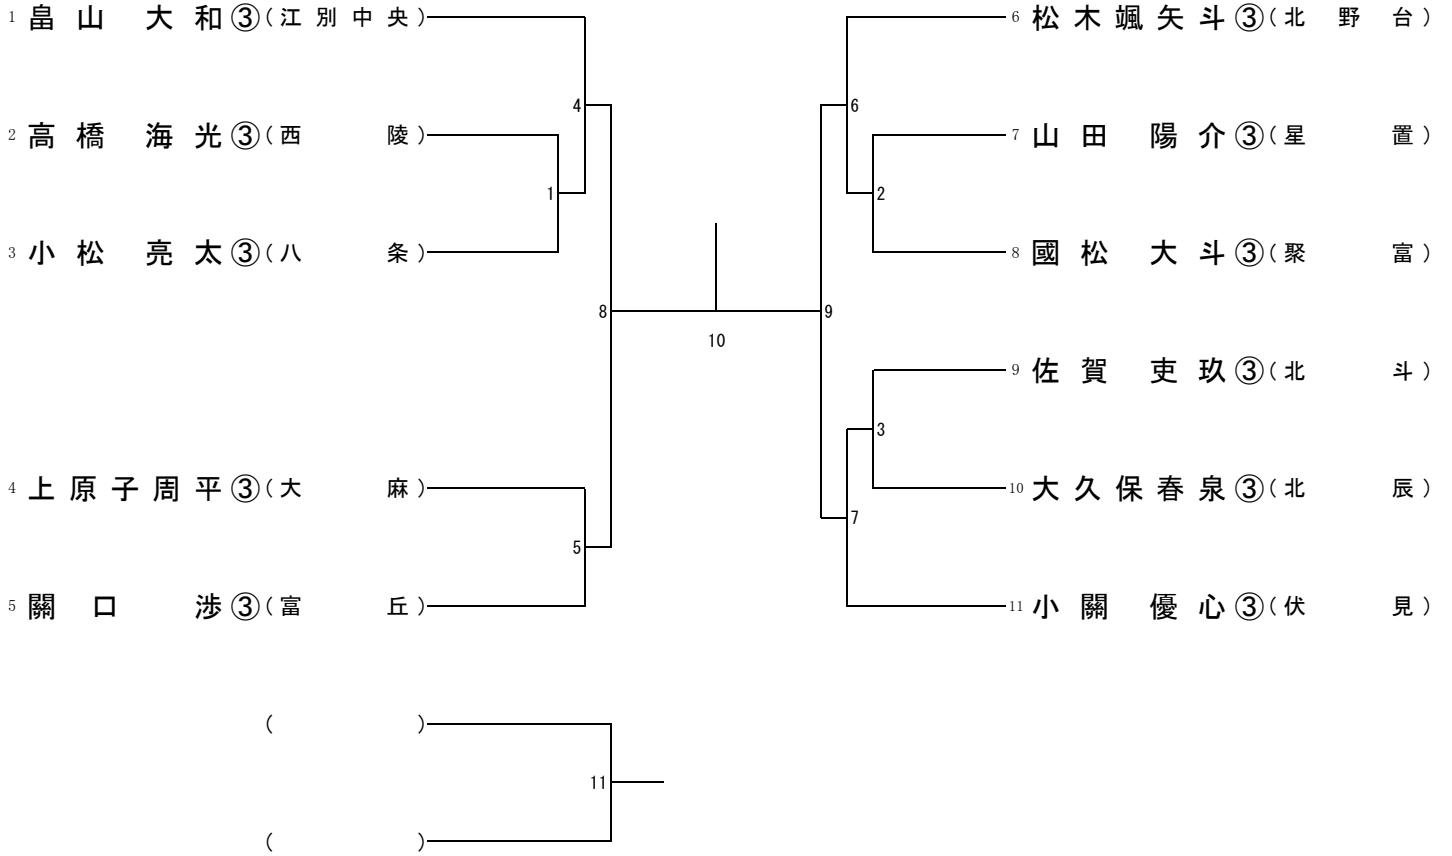 1 畠山 大和③(江別中央)
4
2 高橋 海光③(西陵)
1
3 小松 亮太③(八条)
8
4 上原子周平③(大麻)
5
5 關口 渉③(富丘)
10
6 松木颯矢斗③(北野台)
6
7 山田 陽介③(星置)
2
8 國松 大斗③(聚富)
9
9 佐賀 吏玖③(北斗)
3
10 大久保春泉③(北辰)
7
11 小關 優心③(伏見)
( )
11
( )